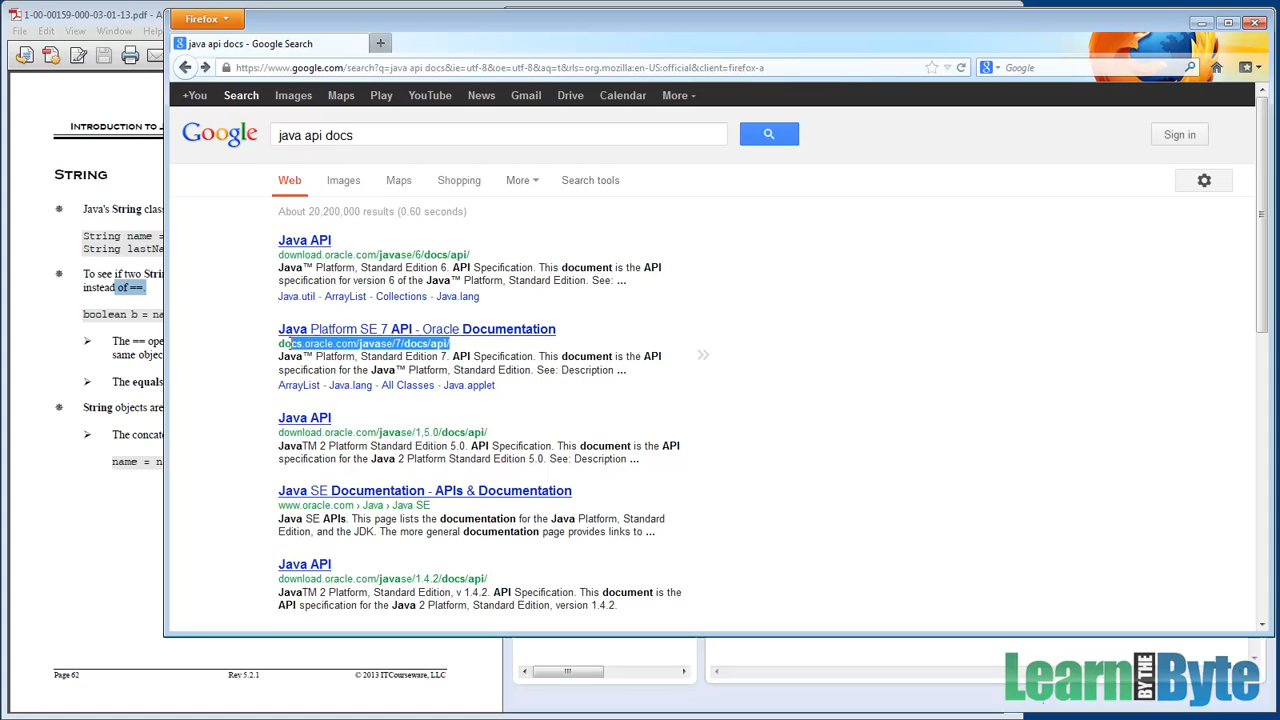 1-00-00159-000-03-01-13.pdf - A
File View Window Help
INTRODUCTION TO J
STRING
Java's String clas
String name =
String lastNa
To see if two Stri
instead of ==.
boolean b = na
The == ope
same objec
The equals
String objects are
The concate
name = n
Page 62 Rev 5.2.1 © 2013 ITCourseware, LLC
Firefox
java api docs - Google Search
https://www.google.com/search?q=java api docs&ie=utf-8&oe=utf-8&aq=t&rls=org.mozilla:en-US:official&client=firefox-a
Google
+You Search Images Maps Play YouTube News Gmail Drive Calendar More
Google java api docs Sign in
Web Images Maps Shopping More Search tools
About 20,200,000 results (0.60 seconds)
Java API
download.oracle.com/javase/6/docs/api/
Java™ Platform, Standard Edition 6. API Specification. This document is the API
specification for version 6 of the Java™ Platform, Standard Edition. See: ...
Java.util - ArrayList - Collections - Java.lang
Java Platform SE 7 API - Oracle Documentation
docs.oracle.com/javase/7/docs/api/
Java™ Platform, Standard Edition 7. API Specification. This document is the API
specification for the Java™ Platform, Standard Edition. See: Description ...
ArrayList - Java.lang - All Classes - Java.applet
Java API
download.oracle.com/javase/1,5.0/docs/api/
JavaTM 2 Platform Standard Edition 5.0. API Specification. This document is the API
specification for the Java 2 Platform Standard Edition 5.0. See: Description ...
Java SE Documentation - APIs & Documentation
www.oracle.com › Java › Java SE
Java SE APIs. This page lists the documentation for the Java Platform, Standard
Edition, and the JDK. The more general documentation page provides links to ...
Java API
download.oracle.com/javase/1.4.2/docs/api/
JavaTM 2 Platform, Standard Edition, v 1.4.2. API Specification. This document is the
API specification for the Java 2 Platform, Standard Edition, version 1.4.2.
Learn BY THE Byte